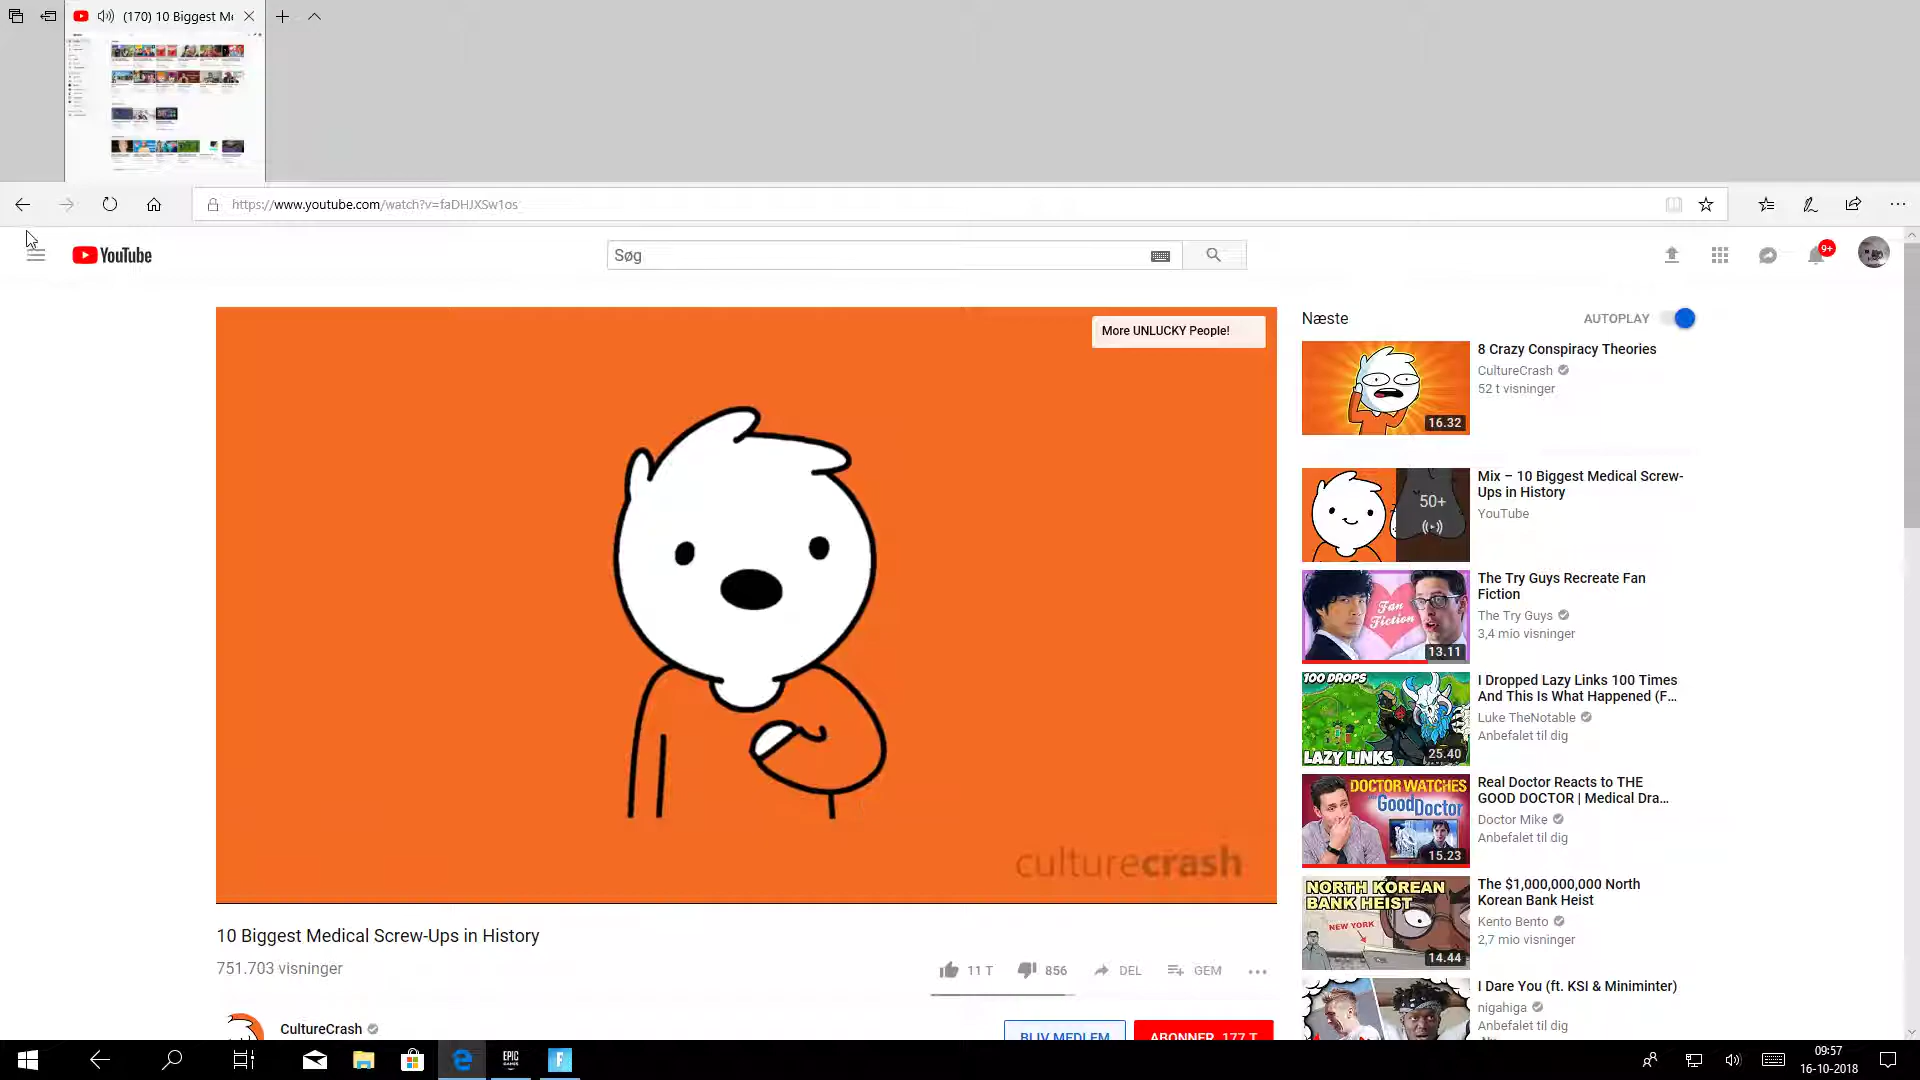 (170) 10 Biggest Me
https://www.youtube.com/watch?v=faDHJXSw1os
YouTube
Søg
9+
More UNLUCKY People!
culturecrash
10 Biggest Medical Screw-Ups in History
751.703 visninger
11 T
856
DEL
GEM
CultureCrash
BLIV MEDLEM
ABONNER 177 T
Næste
AUTOPLAY
16.32
8 Crazy Conspiracy Theories
CultureCrash
52 t visninger
50+
Mix – 10 Biggest Medical Screw-
Ups in History
YouTube
Fan
Fiction
13.11
The Try Guys Recreate Fan
Fiction
The Try Guys
3,4 mio visninger
100 DROPS
LAZY LINKS
25.40
I Dropped Lazy Links 100 Times
And This Is What Happened (F...
Luke TheNotable
Anbefalet til dig
DOCTOR WATCHES
Good Doctor
15.23
Real Doctor Reacts to THE
GOOD DOCTOR | Medical Dra...
Doctor Mike
Anbefalet til dig
NORTH KOREAN
BANK HEIST
NEW YORK
14.44
The $1,000,000,000 North
Korean Bank Heist
Kento Bento
2,7 mio visninger
I Dare You (ft. KSI & Miniminter)
nigahiga
Anbefalet til dig
EPIC
GAMES
F
09:57
16-10-2018